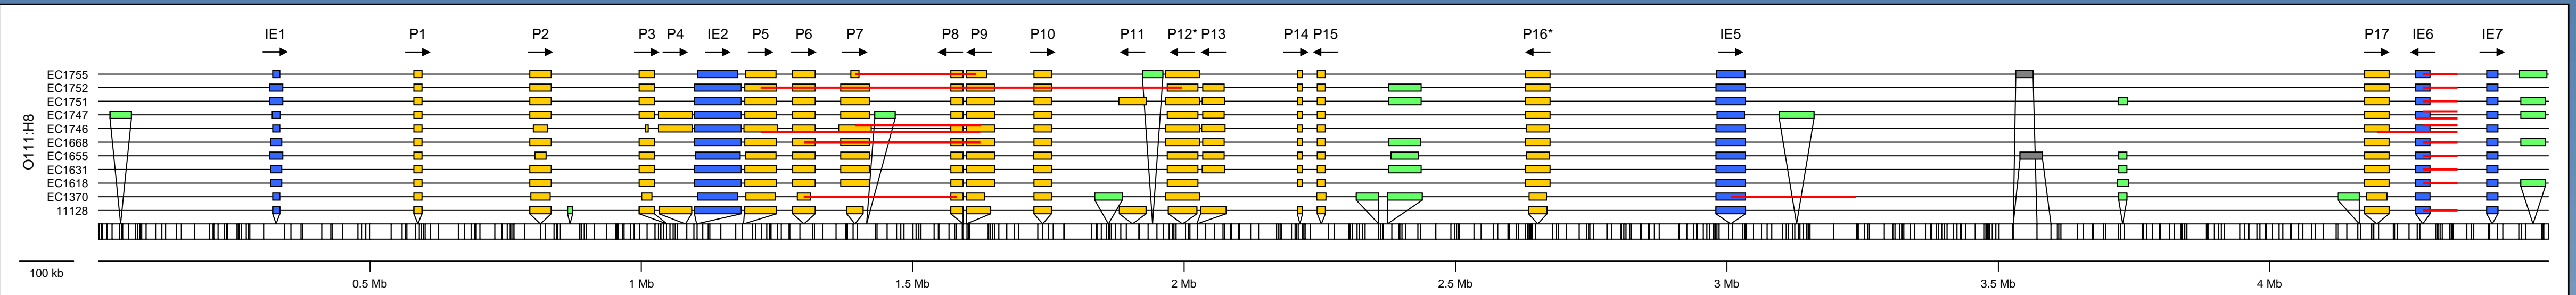 IE1 P1 P2 P3 P4 IE2 P5 P6 P7 P8 P9 P10 P11 P12* P13 P14 P15 P16* IE5 P17 IE6 IE7
O111:H8
EC1755
EC1752
EC1751
EC1747
EC1746
EC1668
EC1655
EC1631
EC1618
EC1370
11128
100 kb
0.5 Mb 1 Mb 1.5 Mb 2 Mb 2.5 Mb 3 Mb 3.5 Mb 4 Mb